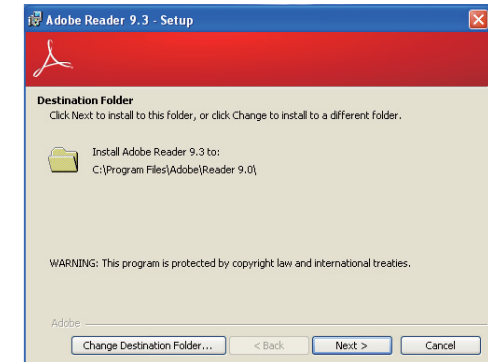 Adobe Reader 9.3 - Setup
Destination Folder
Click Next to install to this folder, or click Change to install to a different folder.
Install Adobe Reader 9.3 to:
C:\Program Files\Adobe\Reader 9.0\
WARNING: This program is protected by copyright law and international treaties.
Adobe
Change Destination Folder... < Back Next > Cancel